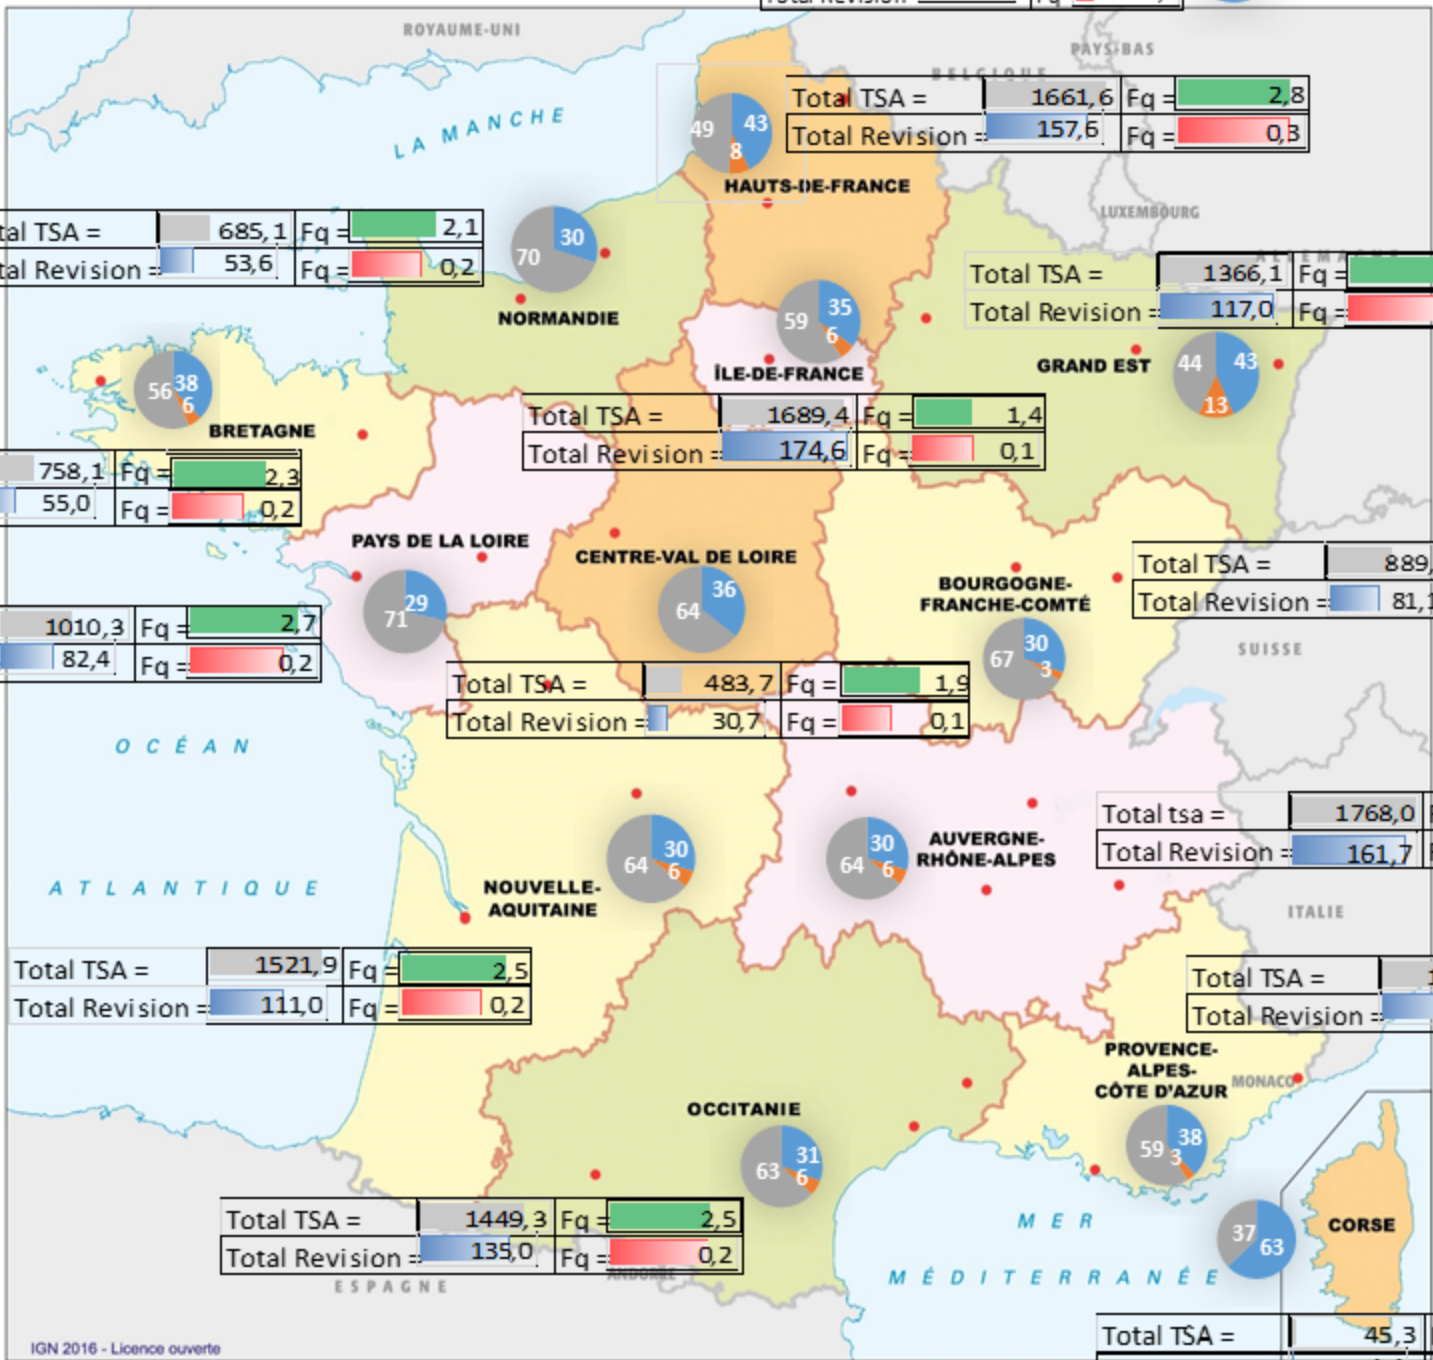 ROYAUME-UNI
PAYS-BAS
BELGIQUE
Total TSA = 1661,6 Fq = 2,8
Total Revision = 157,6 Fq = 0,3
LA MANCHE
49 43 8
HAUTS-DE-FRANCE
LUXEMBOURG
ALLEMAGNE
tal TSA = 685,1 Fq = 2,1
tal Revision = 53,6 Fq = 0,2
70 30
NORMANDIE
Total TSA = 1366,1 Fq =
Total Revision = 117,0 Fq =
59 35 6
ÎLE-DE-FRANCE
GRAND EST
44 43 13
56 38 6
BRETAGNE
Total TSA = 1689,4 Fq = 1,4
Total Revision = 174,6 Fq = 0,1
758,1 Fq = 2,3
55,0 Fq = 0,2
PAYS DE LA LOIRE
71 29
CENTRE-VAL DE LOIRE
64 36
BOURGOGNE-
FRANCHE-COMTÉ
67 30 3
Total TSA = 889,
Total Revision = 81,1
SUISSE
1010,3 Fq = 2,7
82,4 Fq = 0,2
Total TSA = 483,7 Fq = 1,9
Total Revision = 30,7 Fq = 0,1
OCÉAN
ATLANTIQUE
64 30 6
NOUVELLE-
AQUITAINE
64 30 6
AUVERGNE-
RHÔNE-ALPES
Total tsa = 1768,0
Total Revision = 161,7
ITALIE
Total TSA = 1521,9 Fq = 2,5
Total Revision = 111,0 Fq = 0,2
Total TSA =
Total Revision =
PROVENCE-
ALPES-
CÔTE D'AZUR
MONACO
59 38 3
OCCITANIE
63 31 6
Total TSA = 1449,3 Fq = 2,5
Total Revision = 135,0 Fq = 0,2
ESPAGNE
ANDORRE
MER
MÉDITERRANÉE
37 63
CORSE
Total TSA = 45,3
IGN 2016 - Licence ouverte